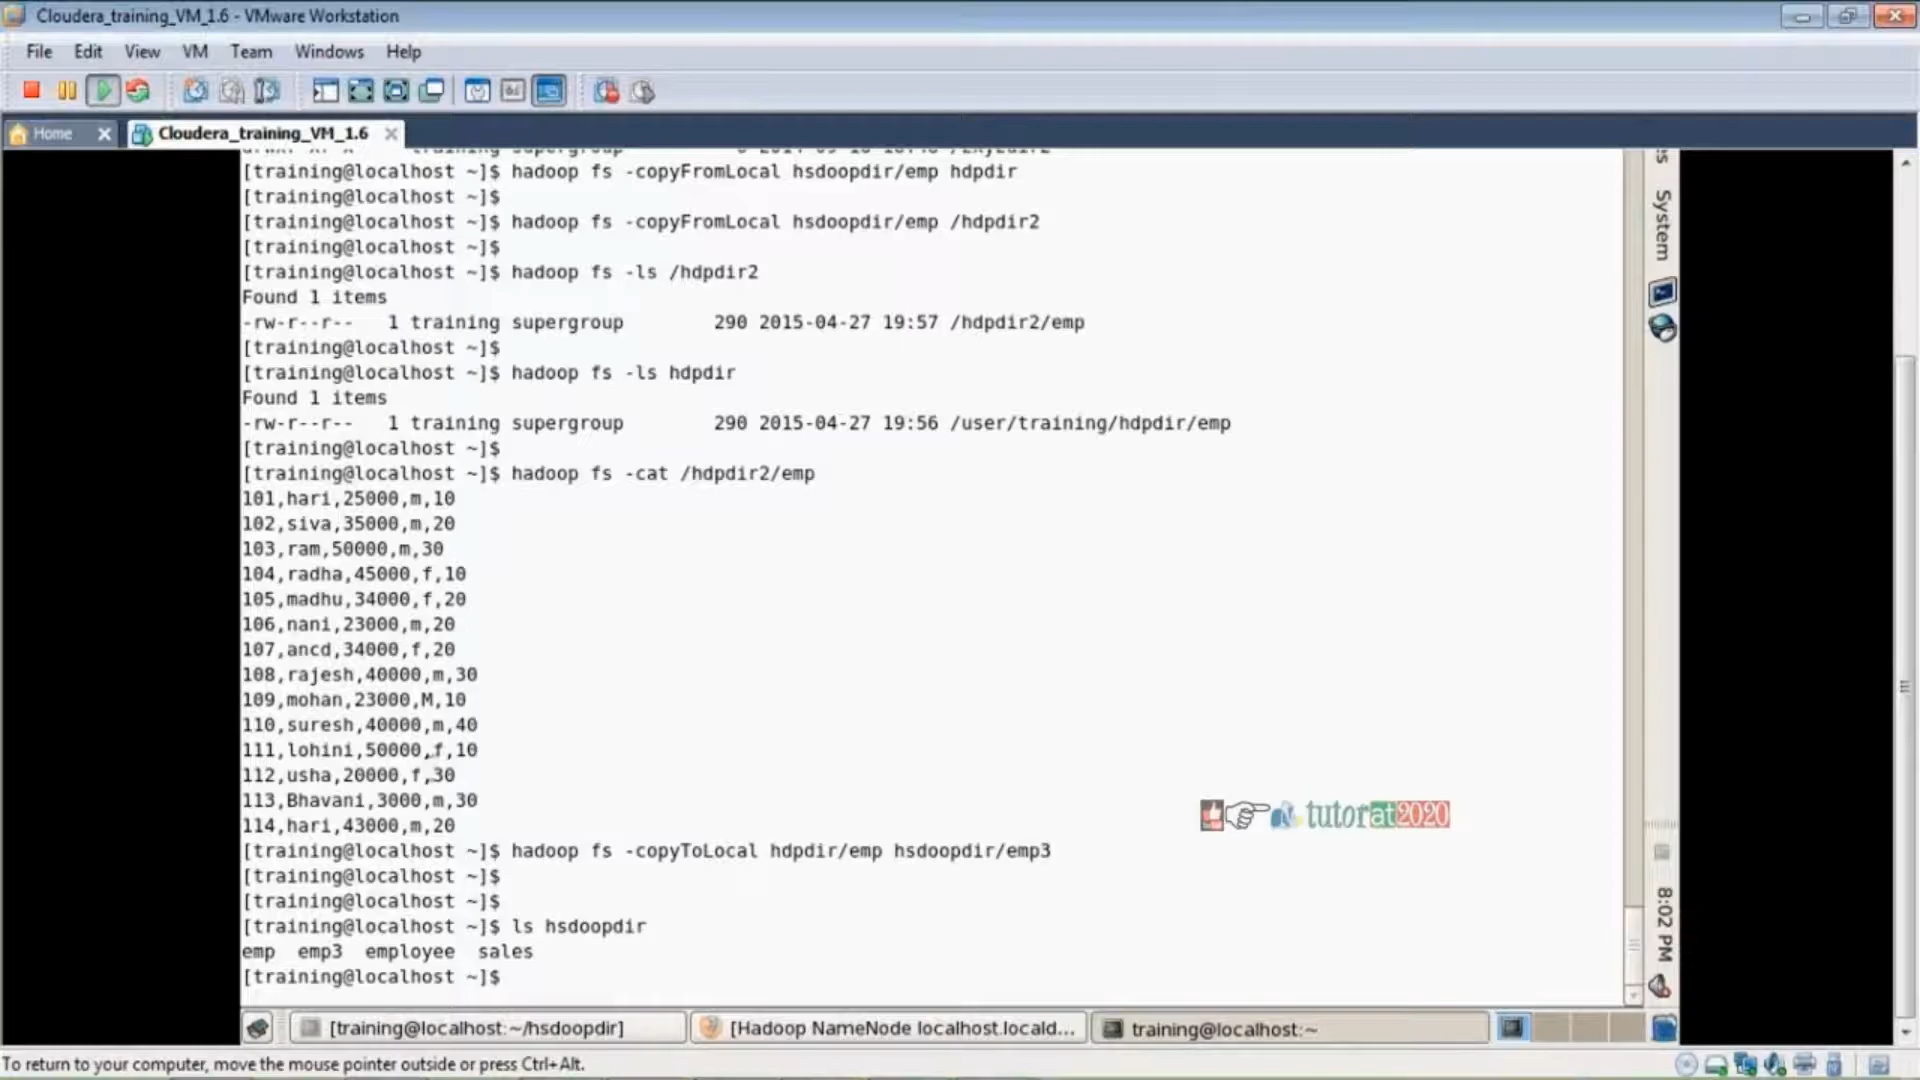 Cloudera_training_VM_1.6 - VMware Workstation
File Edit View VM Team Windows Help
Home Cloudera_training_VM_1.6
[training@localhost ~]$ hadoop fs -copyFromLocal hsdoopdir/emp hdpdir
[training@localhost ~]$
[training@localhost ~]$ hadoop fs -copyFromLocal hsdoopdir/emp /hdpdir2
[training@localhost ~]$
[training@localhost ~]$ hadoop fs -ls /hdpdir2
Found 1 items
-rw-r--r-- 1 training supergroup 290 2015-04-27 19:57 /hdpdir2/emp
[training@localhost ~]$
[training@localhost ~]$ hadoop fs -ls hdpdir
Found 1 items
-rw-r--r-- 1 training supergroup 290 2015-04-27 19:56 /user/training/hdpdir/emp
[training@localhost ~]$
[training@localhost ~]$ hadoop fs -cat /hdpdir2/emp
101,hari,25000,m,10
102,siva,35000,m,20
103,ram,50000,m,30
104,radha,45000,f,10
105,madhu,34000,f,20
106,nani,23000,m,20
107,ancd,34000,f,20
108,rajesh,40000,m,30
109,mohan,23000,M,10
110,suresh,40000,m,40
111,lohini,50000,f,10
112,usha,20000,f,30
113,Bhavani,3000,m,30
114,hari,43000,m,20
[training@localhost ~]$ hadoop fs -copyToLocal hdpdir/emp hsdoopdir/emp3
[training@localhost ~]$
[training@localhost ~]$
[training@localhost ~]$ ls hsdoopdir
emp emp3 employee sales
[training@localhost ~]$
System
8:02 PM
tutorat2020
[training@localhost:~/hsdoopdir] [Hadoop NameNode localhost.locald... training@localhost:~
To return to your computer, move the mouse pointer outside or press Ctrl+Alt.